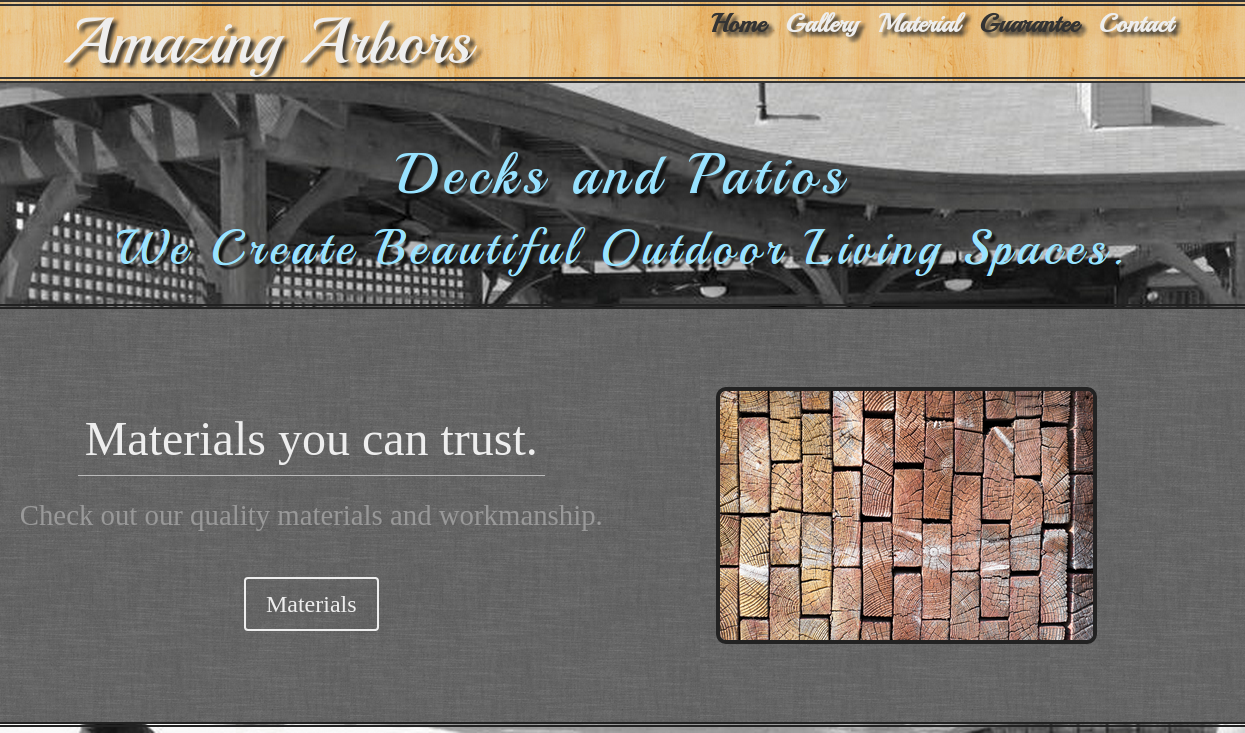 Amazing Arbors
Home Gallery Material Guarantee Contact
Decks and Patios
We Create Beautiful Outdoor Living Spaces.
Materials you can trust.
Check out our quality materials and workmanship.
Materials